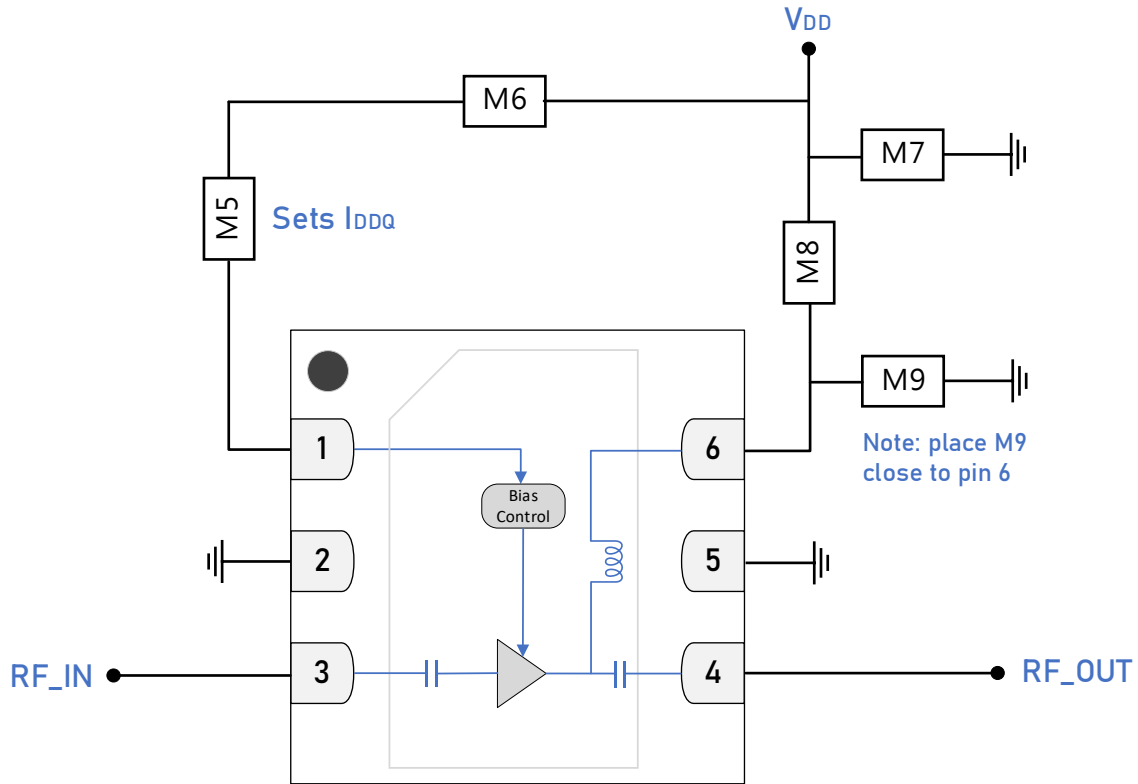 VDD
M6
M7
M5
Sets IDDQ
M8
M9
Note: place M9
close to pin 6
1
6
Bias
Control
2
5
RF_IN
3
4
RF_OUT